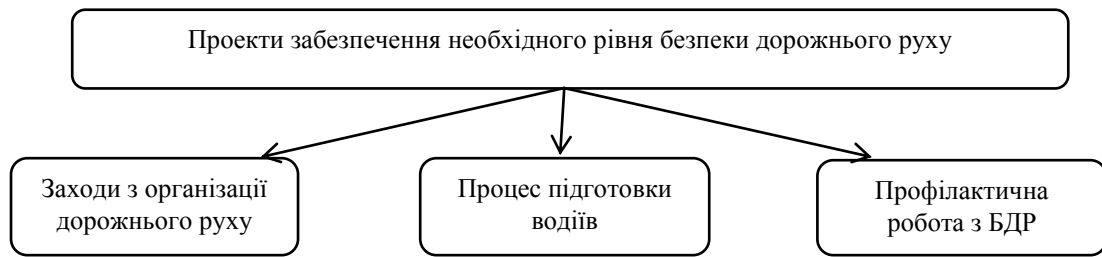 Проекти забезпечення необхідного рівня безпеки дорожнього руху
Заходи з організації
дорожнього руху
Процес підготовки
водіїв
Профілактична
робота з БДР